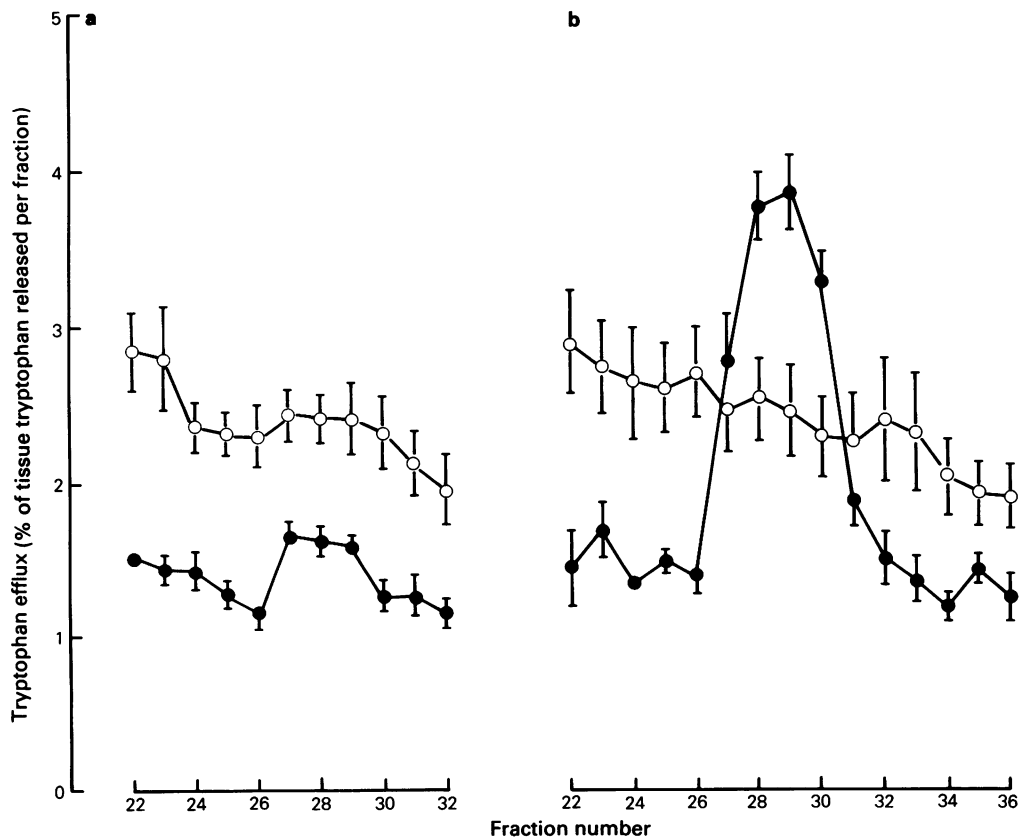 a
b
Tryptophan efflux (% of tissue tryptophan released per fraction)
5
4
3
2
1
0
22 24 26 28 30 32
22 24 26 28 30 32 34 36
Fraction number